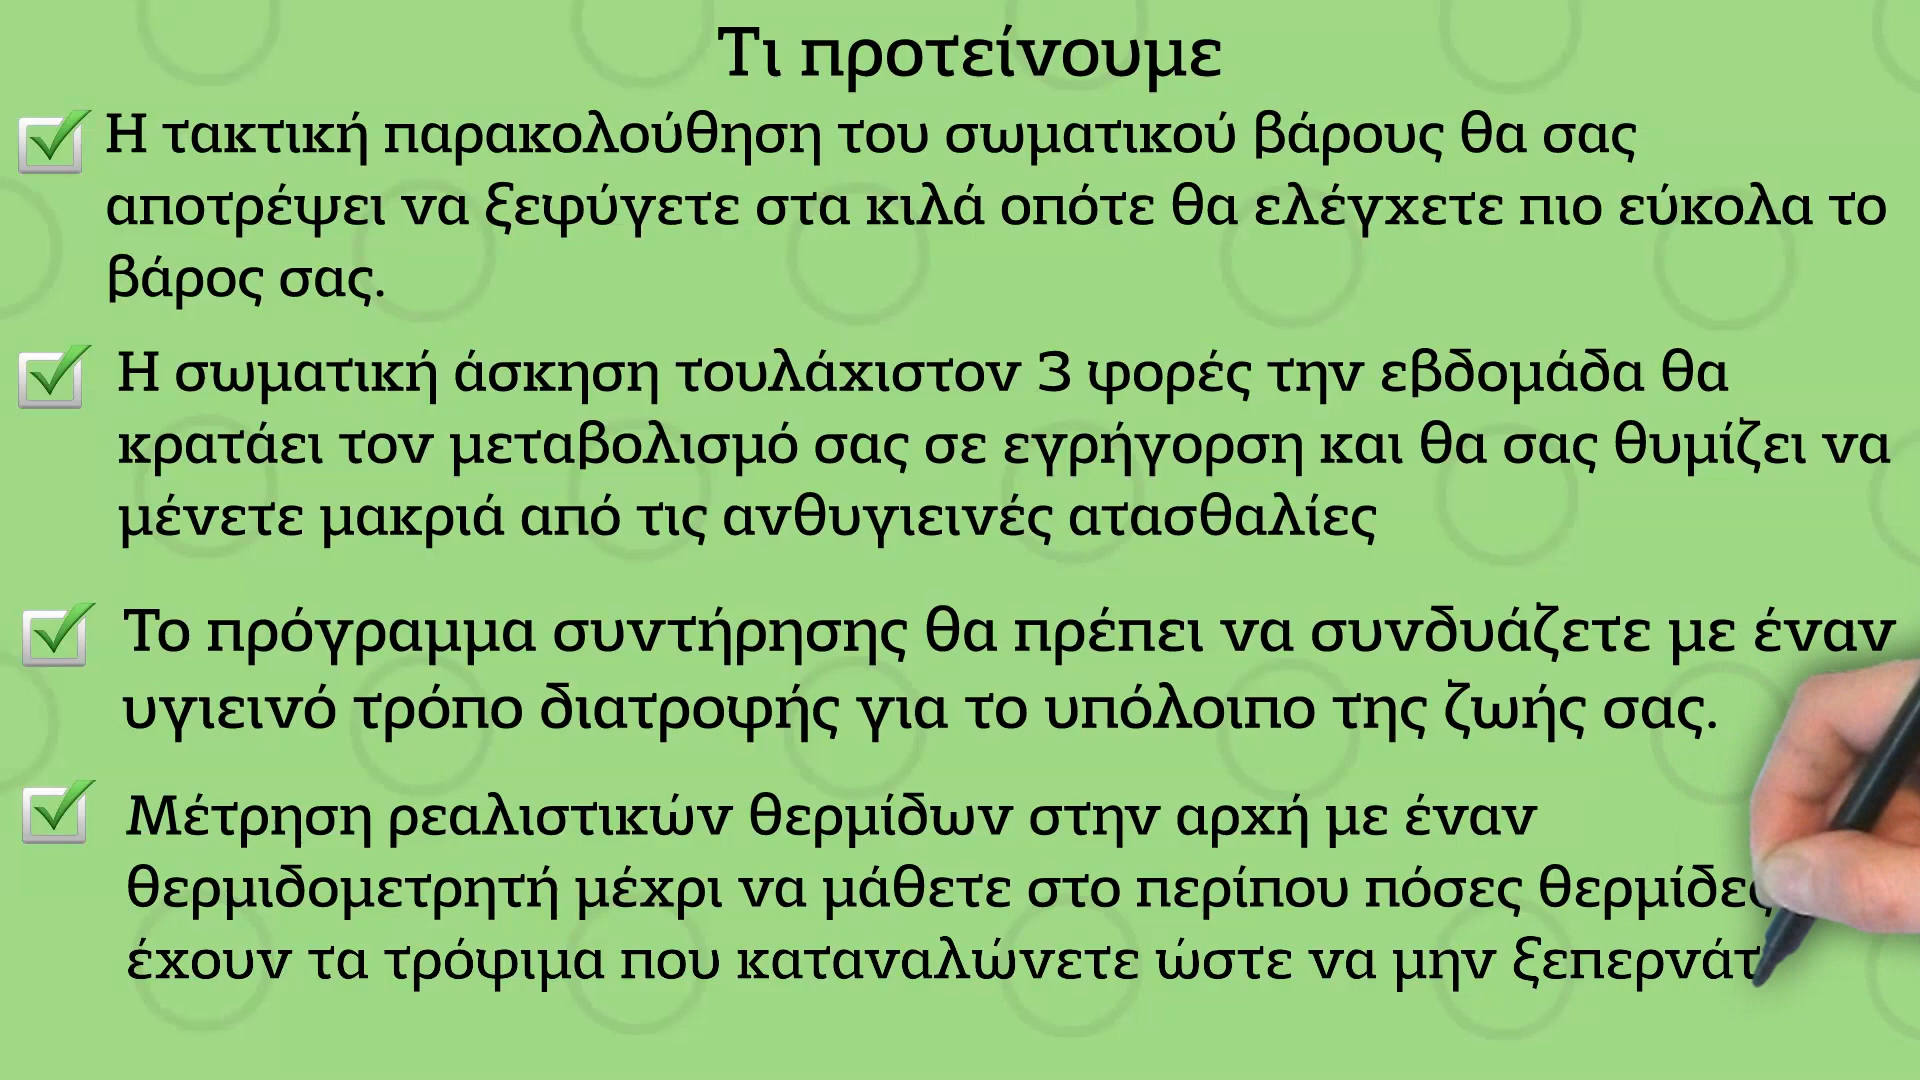 Τι προτείνουμε
Η τακτική παρακολούθηση του σωματικού βάρους θα σας
αποτρέψει να ξεφύγετε στα κιλά οπότε θα ελέγχετε πιο εύκολα το
βάρος σας.
Η σωματική άσκηση τουλάχιστον 3 φορές την εβδομάδα θα
κρατάει τον μεταβολισμό σας σε εγρήγορση και θα σας θυμίζει να
μένετε μακριά από τις ανθυγιεινές ατασθαλίες
Το πρόγραμμα συντήρησης θα πρέπει να συνδυάζετε με έναν
υγιεινό τρόπο διατροφής για το υπόλοιπο της ζωής σας.
Μέτρηση ρεαλιστικών θερμίδων στην αρχή με έναν
θερμιδομετρητή μέχρι να μάθετε στο περίπου πόσες θερμίδες
έχουν τα τρόφιμα που καταναλώνετε ώστε να μην ξεπερνάτ